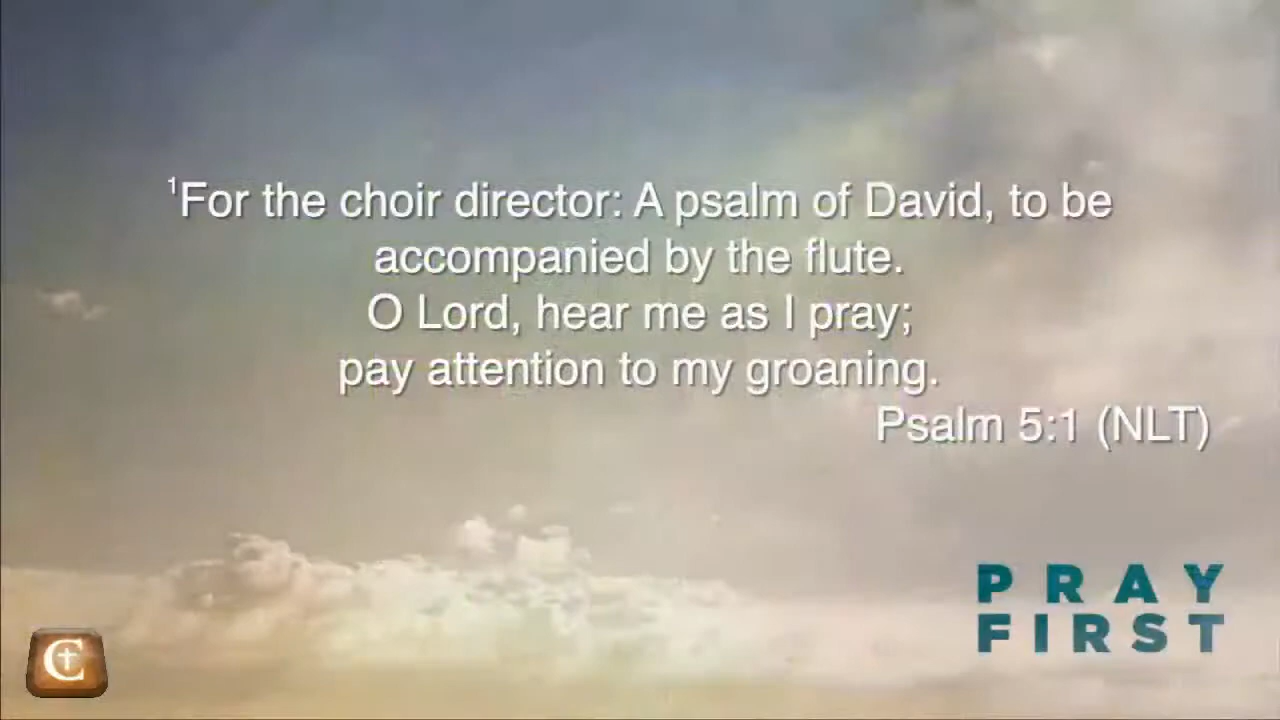 ¹For the choir director: A psalm of David, to be
accompanied by the flute.
O Lord, hear me as I pray;
pay attention to my groaning.
Psalm 5:1 (NLT)
PRAY
FIRST
C